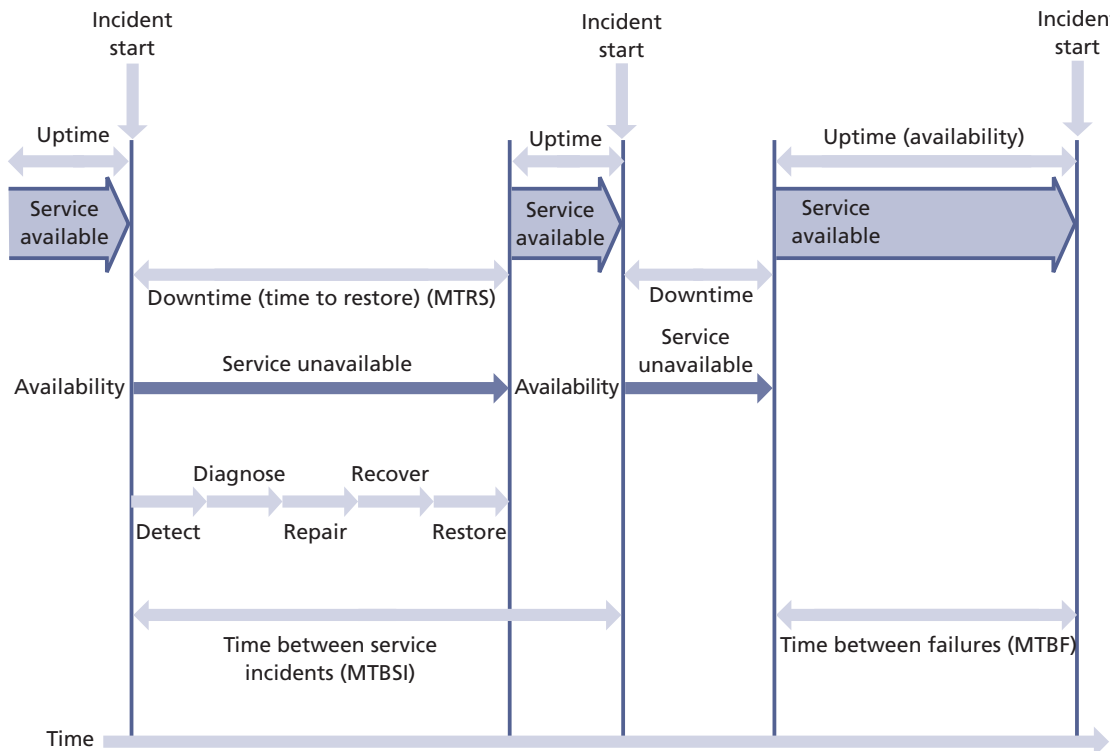 Incident
start
Incident
start
Incident
start
Uptime
Uptime
Uptime (availability)
Service
available
Service
available
Service
available
Downtime (time to restore) (MTRS)
Downtime
Service unavailable
Service
unavailable
Availability
Availability
Diagnose
Recover
Detect
Repair
Restore
Time between service
incidents (MTBSI)
Time between failures (MTBF)
Time